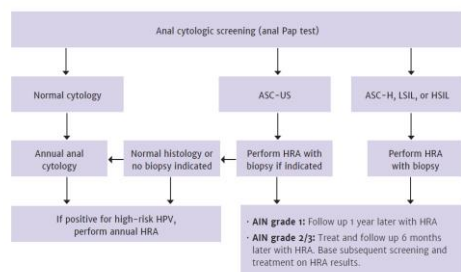 Anal cytologic screening (anal Pap test)
Normal cytology
ASC-US
ASC-H, LSIL, or HSIL
Annual anal
cytology
Normal histology or
no biopsy indicated
Perform HRA with
biopsy if indicated
Perform HRA
with biopsy
If positive for high-risk HPV,
perform annual HRA
· AIN grade 1: Follow up 1 year later with HRA
· AIN grade 2/3: Treat and follow up 6 months
later with HRA. Base subsequent screening and
treatment on HRA results.